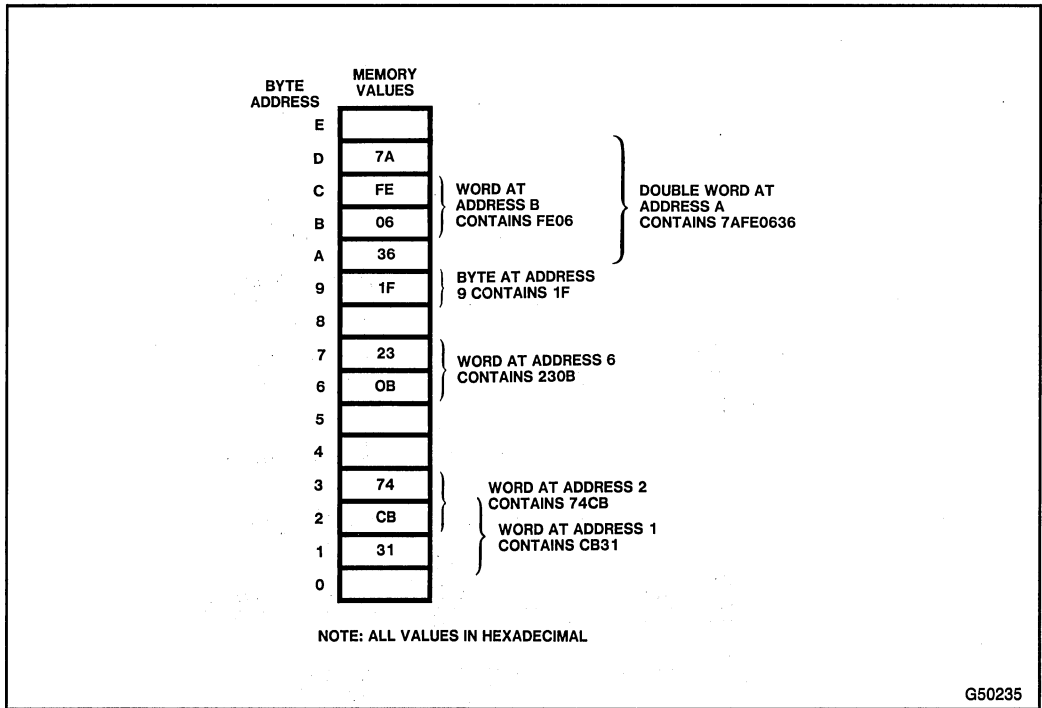 BYTE
ADDRESS
MEMORY
VALUES
E
D 7A
C FE
B 06
A 36
9 1F
8
7 23
6 OB
5
4
3 74
2 CB
1 31
0
WORD AT
ADDRESS B
CONTAINS FE06
DOUBLE WORD AT
ADDRESS A
CONTAINS 7AFE0636
BYTE AT ADDRESS
9 CONTAINS 1F
WORD AT ADDRESS 6
CONTAINS 230B
WORD AT ADDRESS 2
CONTAINS 74CB
WORD AT ADDRESS 1
CONTAINS CB31
NOTE: ALL VALUES IN HEXADECIMAL
G50235